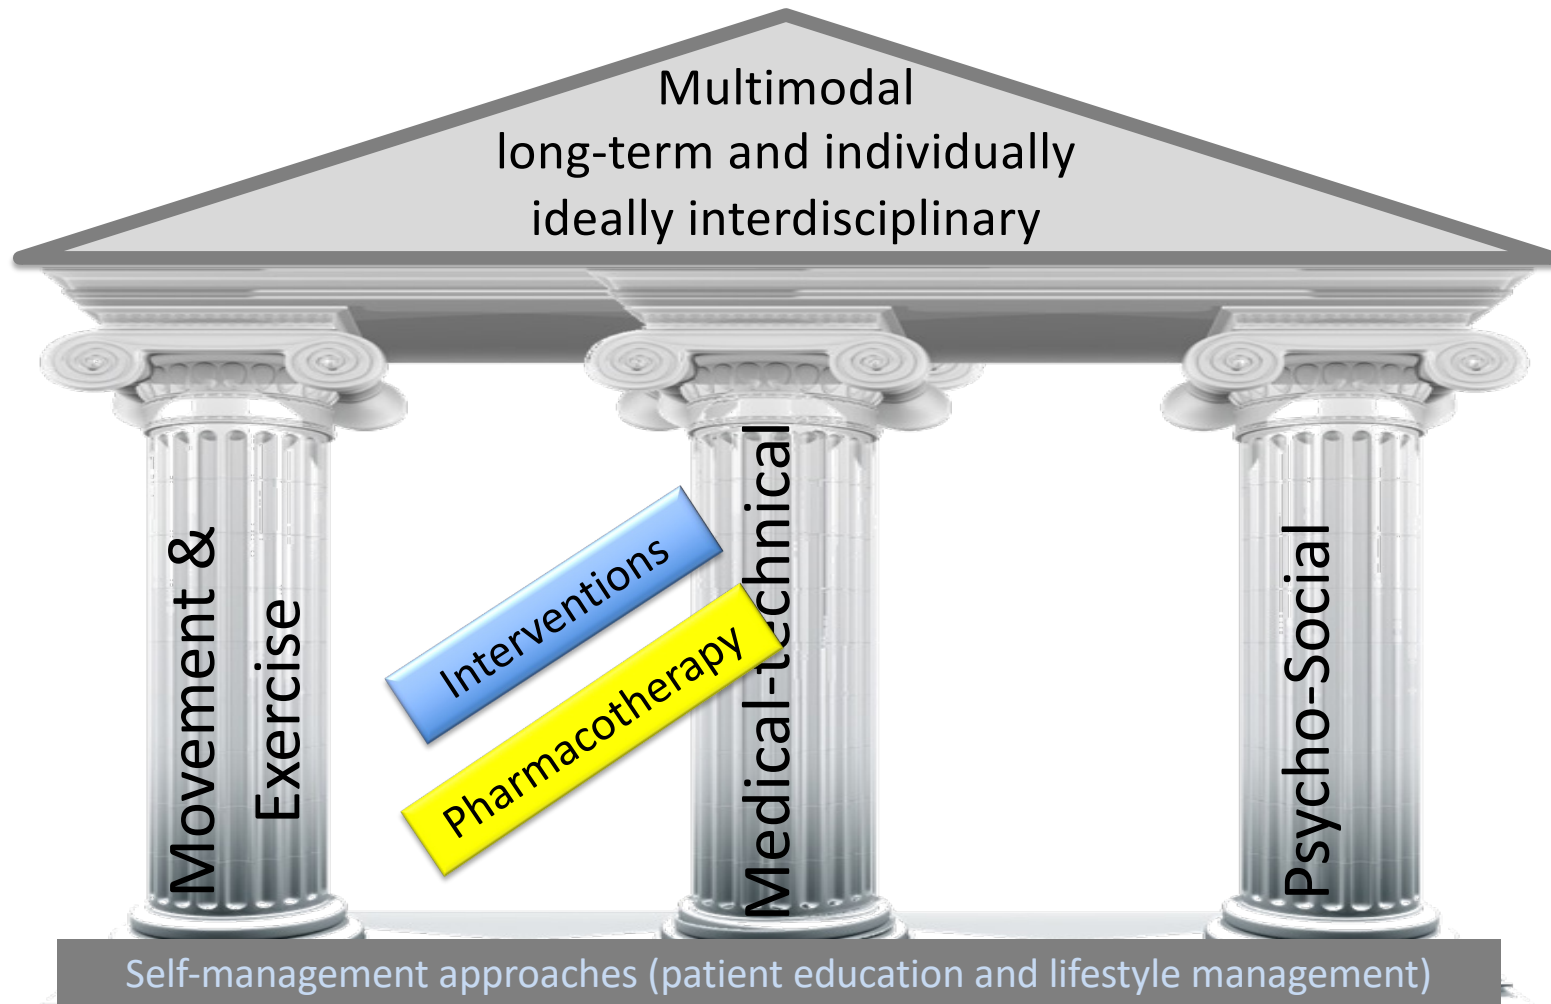 Multimodal
long-term and individually
ideally interdisciplinary
Movement &
Exercise
Interventions
Pharmacotherapy
Medical-technical
Psycho-Social
Self-management approaches (patient education and lifestyle management)